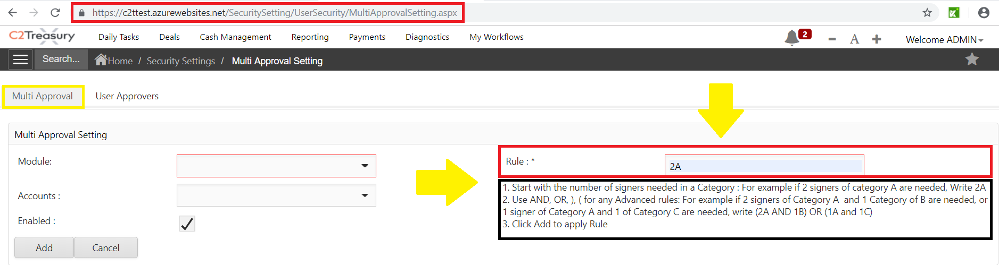 https://c2ttest.azurewebsites.net/SecuritySetting/UserSecurity/MultiApprovalSetting.aspx
C2Treasury Daily Tasks Deals Cash Management Reporting Payments Diagnostics My Workflows 2 A Welcome ADMIN
Search... Home / Security Settings / Multi Approval Setting
Multi Approval User Approvers
Multi Approval Setting
Module:
Rule : * 2A
Accounts :
Enabled :
1. Start with the number of signers needed in a Category : For example if 2 signers of category A are needed, Write 2A
2. Use AND, OR, ), ( for any Advanced rules: For example if 2 signers of Category A and 1 Category of B are needed, or
1 signer of Category A and 1 of Category C are needed, write (2A AND 1B) OR (1A and 1C)
3. Click Add to apply Rule
Add Cancel